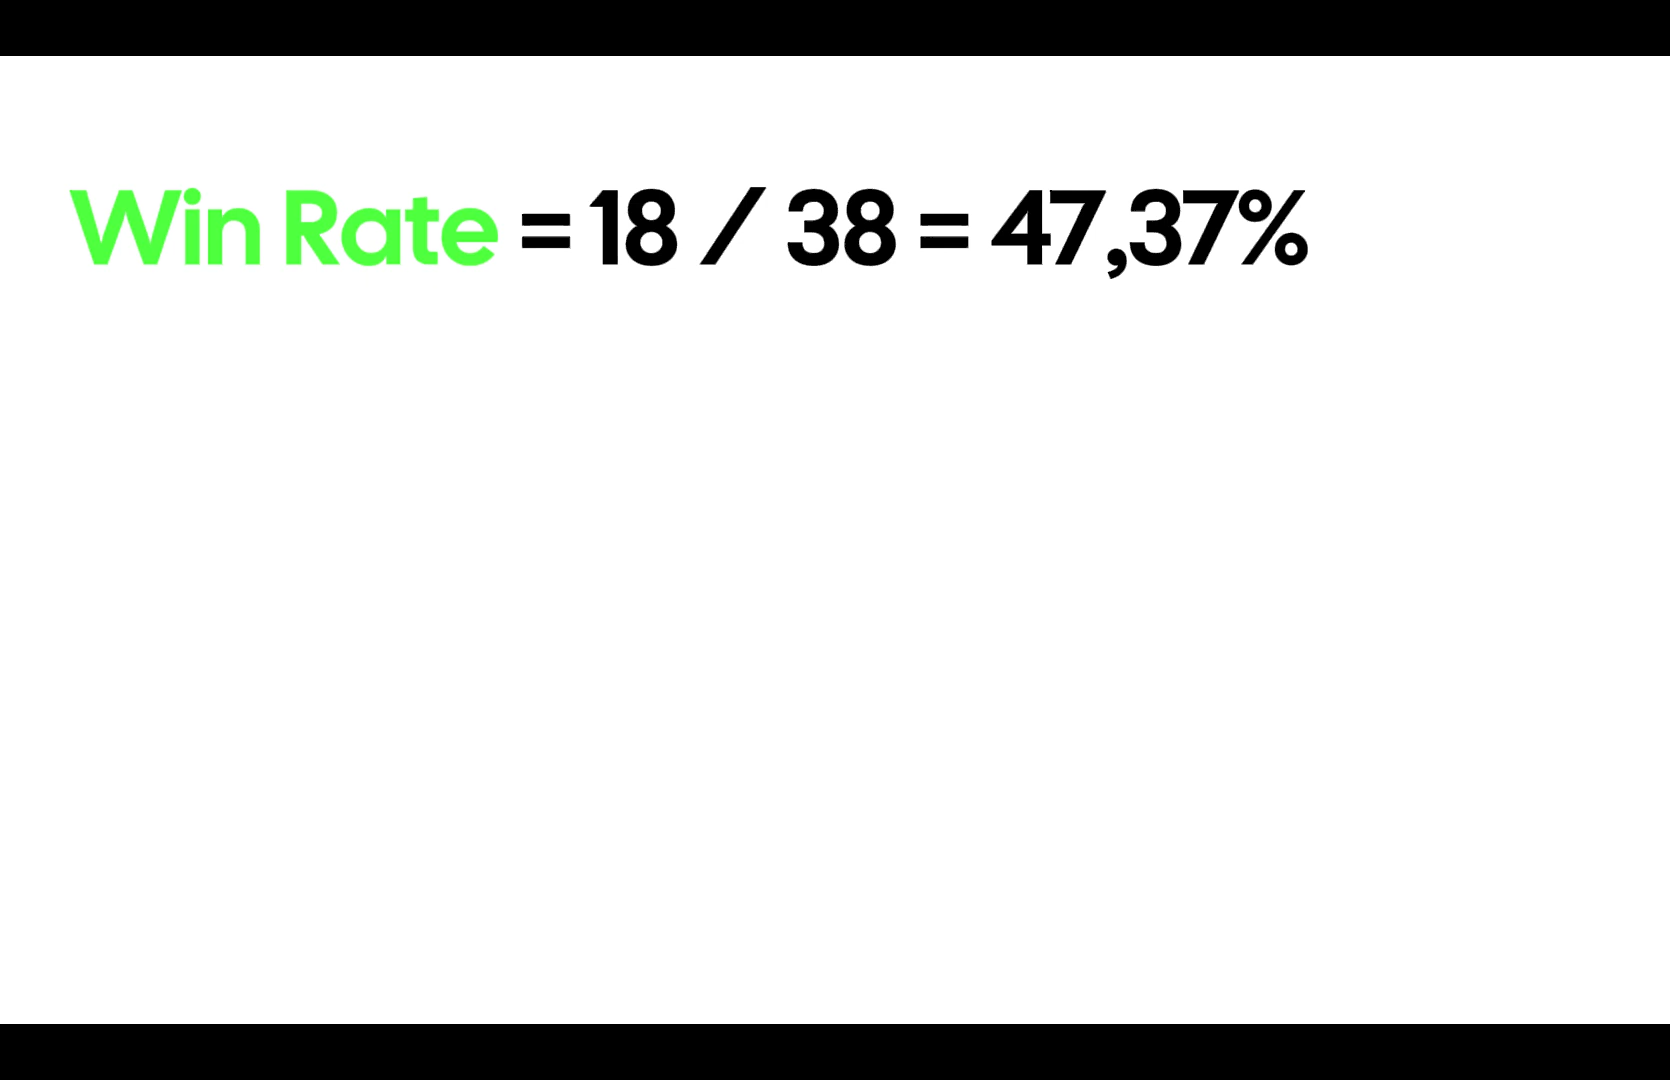 Win Rate = 18 / 38 = 47,37%